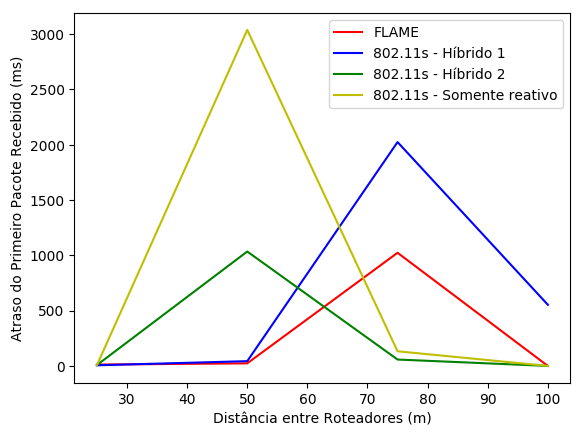 FLAME
802.11s - Híbrido 1
802.11s - Híbrido 2
802.11s - Somente reativo
Atraso do Primeiro Pacote Recebido (ms)
3000
2500
2000
1500
1000
500
0
30 40 50 60 70 80 90 100
Distância entre Roteadores (m)